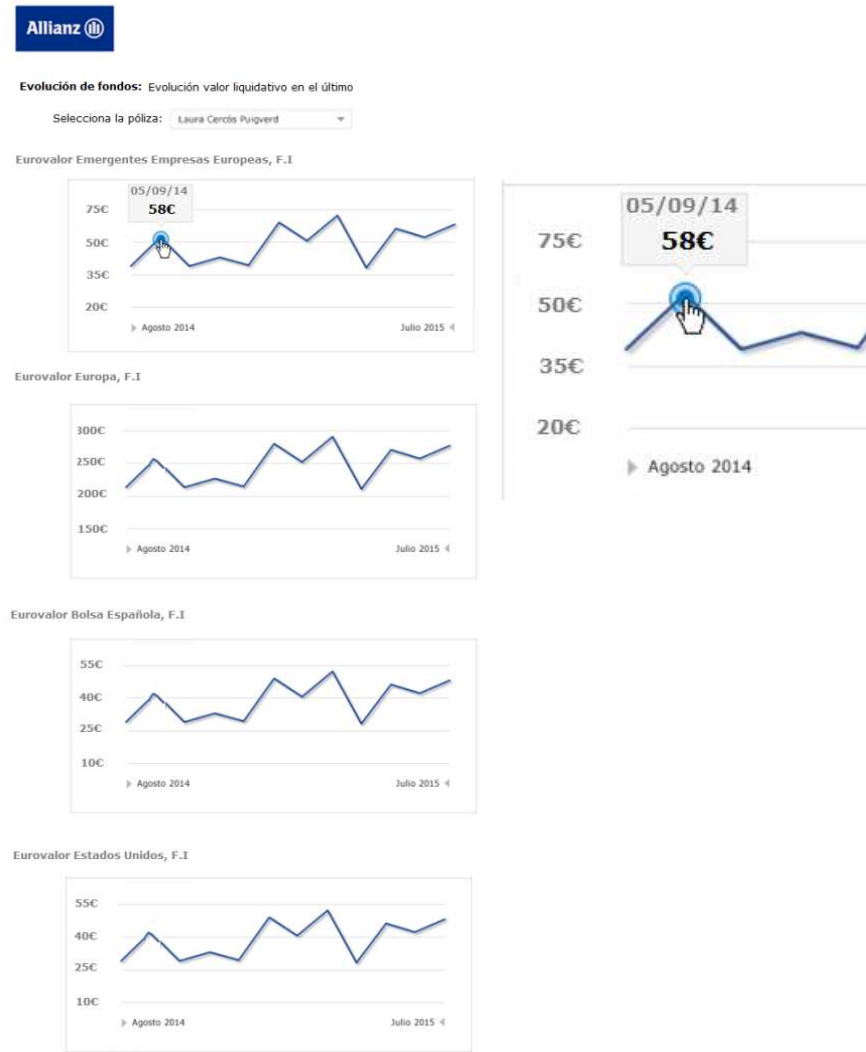 Allianz
Evolución de fondos: Evolución valor liquidativo en el último
Selecciona la póliza: Laura Cercós Puigverd
Eurovalor Emergentes Empresas Europeas, F.I
05/09/14
58€
75€
50€
35€
20€
Agosto 2014
Julio 2015
05/09/14
58€
75€
50€
35€
20€
Agosto 2014
Eurovalor Europa, F.I
300€
250€
200€
150€
Agosto 2014
Julio 2015
Eurovalor Bolsa Española, F.I
55€
40€
25€
10€
Agosto 2014
Julio 2015
Eurovalor Estados Unidos, F.I
55€
40€
25€
10€
Agosto 2014
Julio 2015